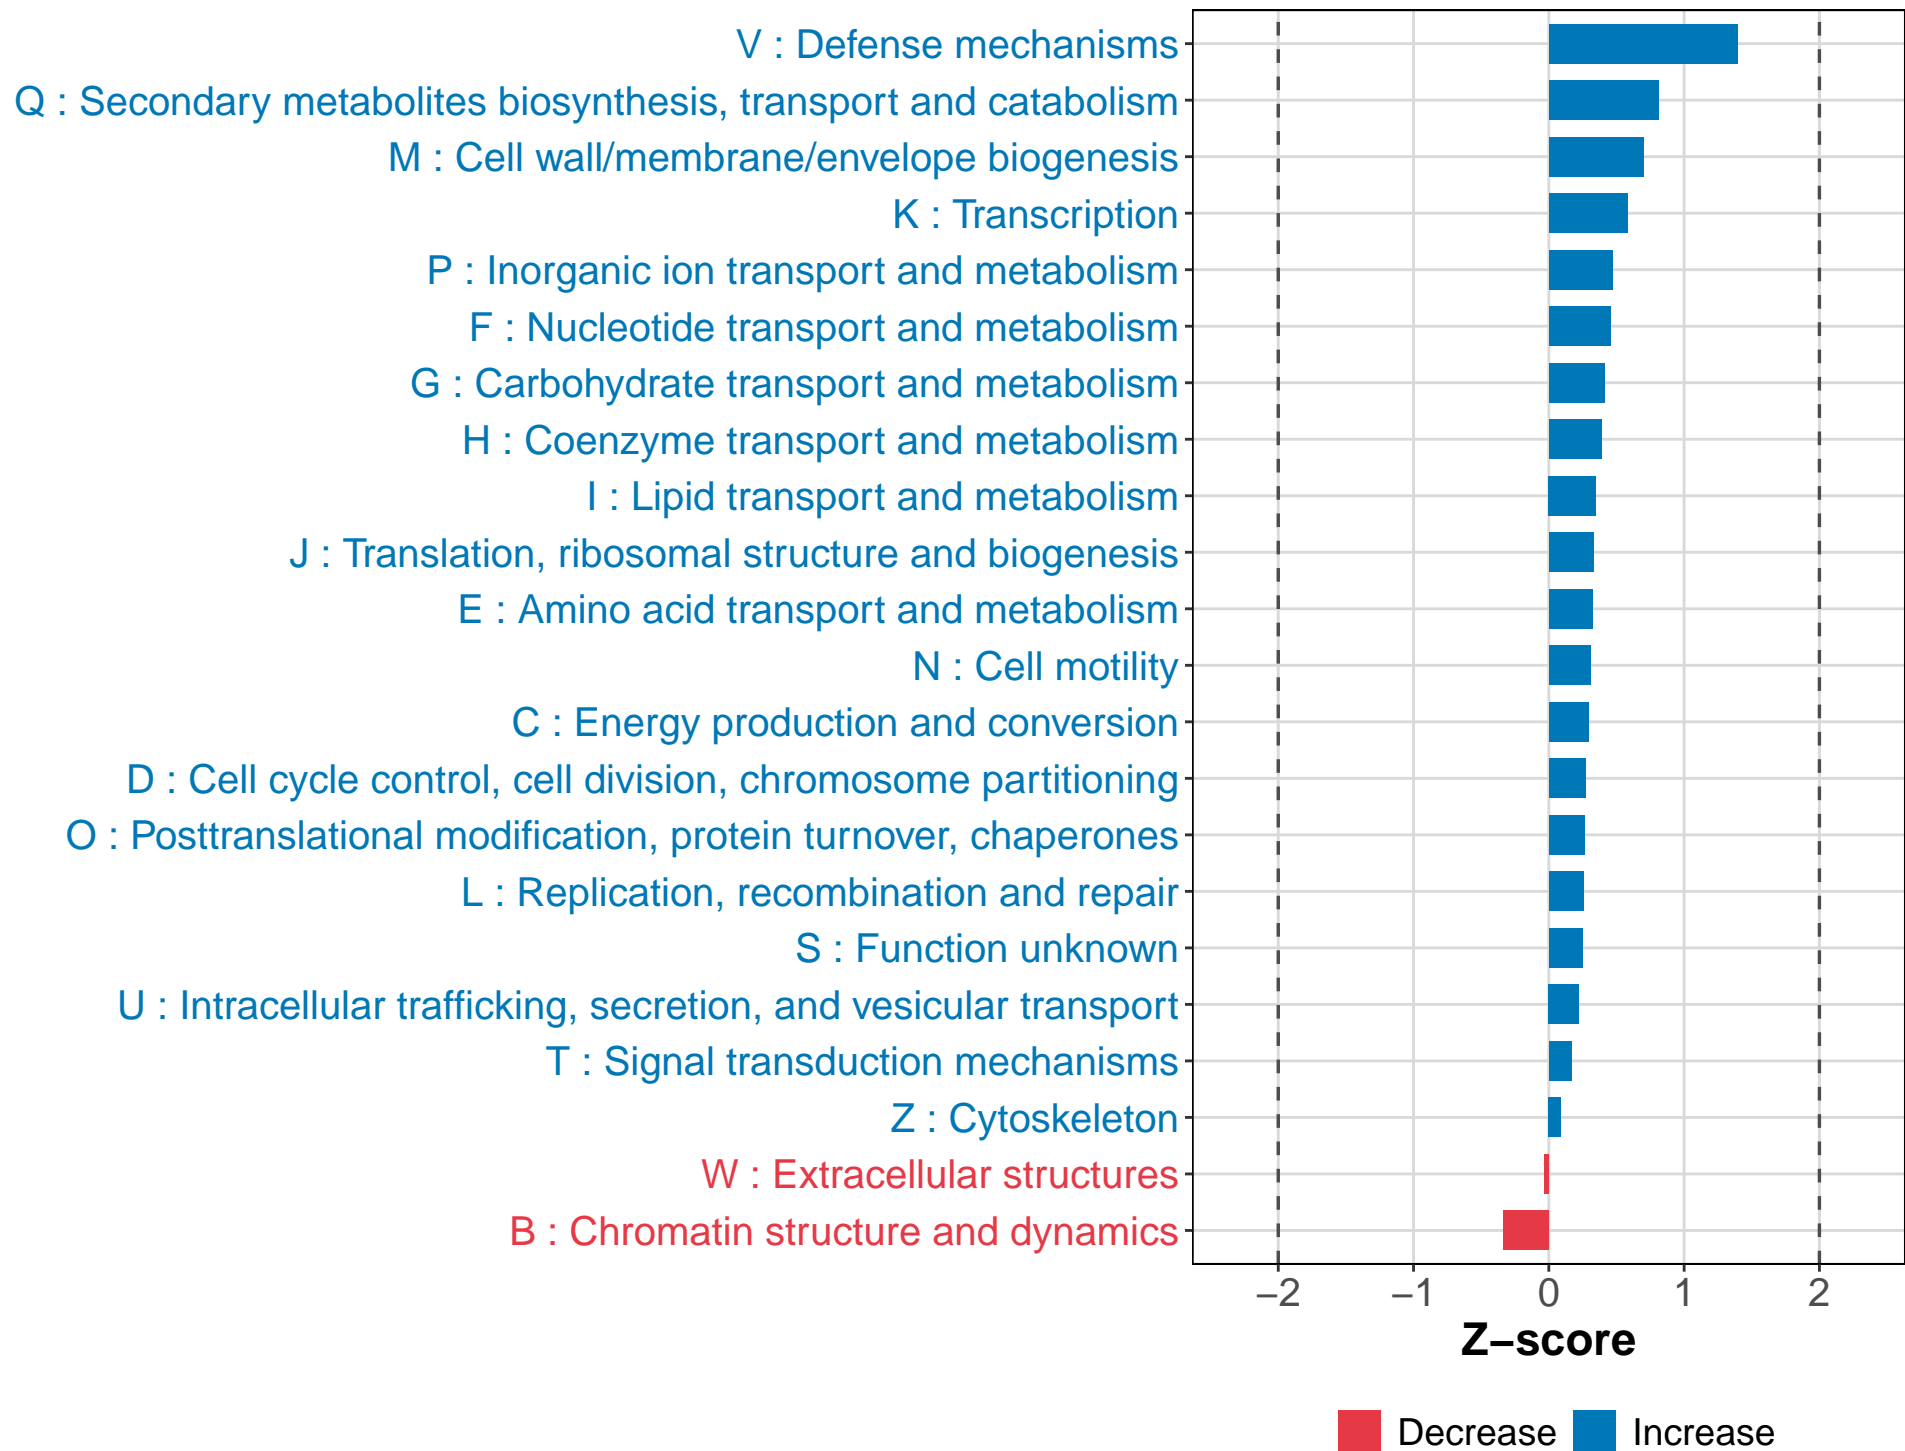 V : Defense mechanisms
Q : Secondary metabolites biosynthesis, transport and catabolism
M : Cell wall/membrane/envelope biogenesis
K : Transcription
P : Inorganic ion transport and metabolism
F : Nucleotide transport and metabolism
G : Carbohydrate transport and metabolism
H : Coenzyme transport and metabolism
I : Lipid transport and metabolism
J : Translation, ribosomal structure and biogenesis
E : Amino acid transport and metabolism
N : Cell motility
C : Energy production and conversion
D : Cell cycle control, cell division, chromosome partitioning
O : Posttranslational modification, protein turnover, chaperones
L : Replication, recombination and repair
S : Function unknown
U : Intracellular trafficking, secretion, and vesicular transport
T : Signal transduction mechanisms
Z : Cytoskeleton
W : Extracellular structures
B : Chromatin structure and dynamics
−2 −1 0 1 2
Z−score
Decrease Increase